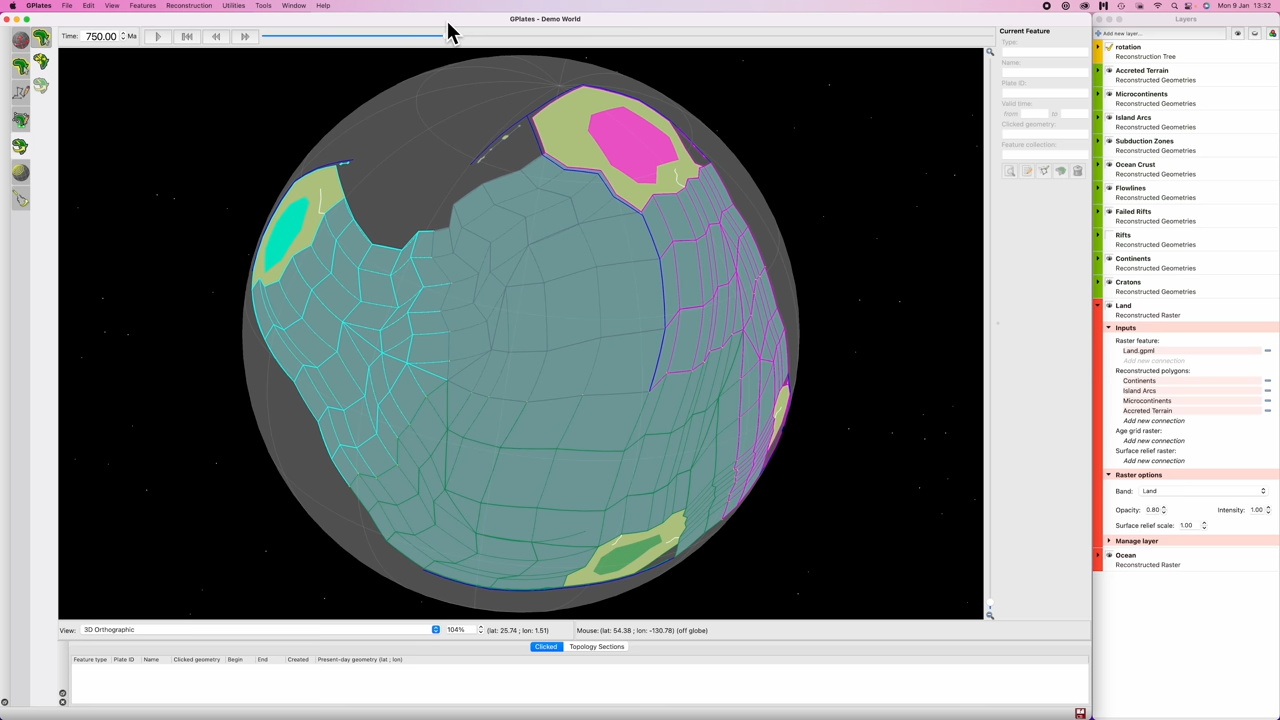 GPlates File Edit View Features Reconstruction Utilities Tools Window Help Mon 9 Jan 13:32
GPlates - Demo World
Layers
Time: 750.00 Ma
Current Feature
Type:
Name:
Plate ID:
Valid time:
from: to
Clicked geometry:
Feature collection:
Add new layer...
rotation
Reconstruction Tree
Accreted Terrain
Reconstructed Geometries
Microcontinents
Reconstructed Geometries
Island Arcs
Reconstructed Geometries
Subduction Zones
Reconstructed Geometries
Ocean Crust
Reconstructed Geometries
Flowlines
Reconstructed Geometries
Failed Rifts
Reconstructed Geometries
Rifts
Reconstructed Geometries
Continents
Reconstructed Geometries
Cratons
Reconstructed Geometries
Land
Reconstructed Raster
Inputs
Raster feature:
Land.gpml
Add new connection
Reconstructed polygons:
Continents
Island Arcs
Microcontinents
Accreted Terrain
Add new connection
Age grid raster:
Add new connection
Surface relief raster:
Add new connection
Raster options
Band: Land
Opacity: 0.80 Intensity: 1.00
Surface relief scale: 1.00
Manage layer
Ocean
Reconstructed Raster
View: 3D Orthographic 104% (lat: 25.74 ; lon: 1.51) Mouse: (lat: 54.38 ; lon: -130.78) (off globe)
Clicked Topology Sections
Feature type Plate ID Name Clicked geometry Begin End Created Present-day geometry (lat ; lon)